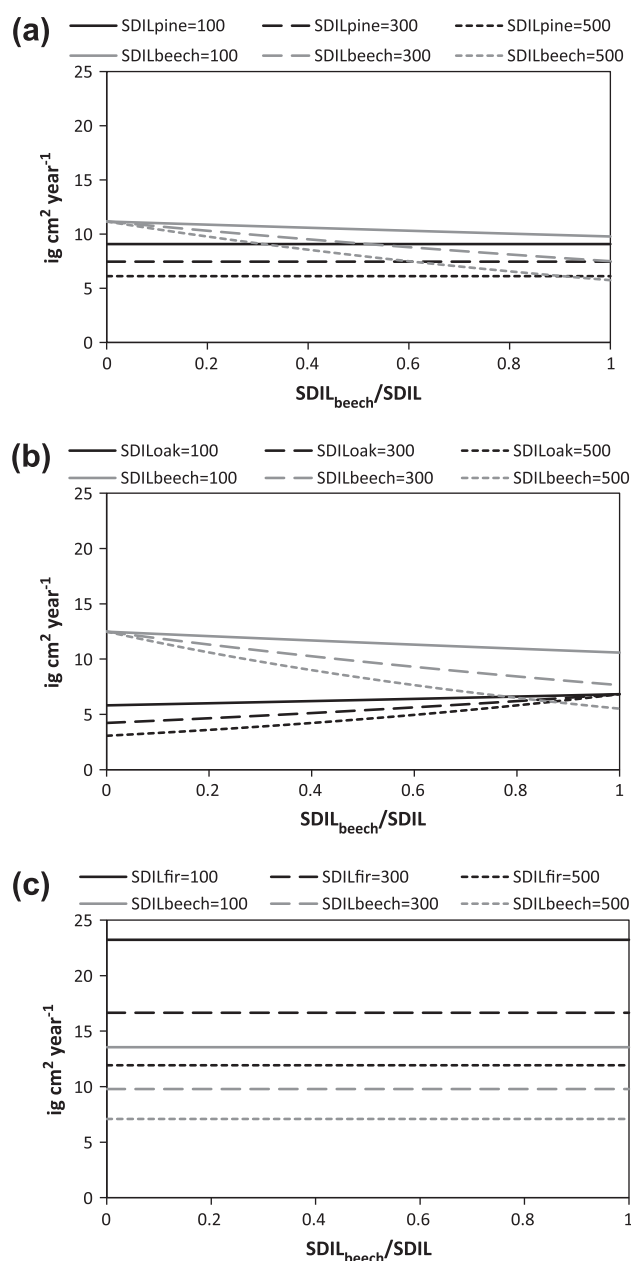 (a)
SDILpine=100 SDILpine=300 SDILpine=500
SDILbeech=100 SDILbeech=300 SDILbeech=500
25
20
15
10
5
0
ig cm² year⁻¹
0 0.2 0.4 0.6 0.8 1
SDILbeech/SDIL
(b)
SDILoak=100 SDILoak=300 SDILoak=500
SDILbeech=100 SDILbeech=300 SDILbeech=500
25
20
15
10
5
0
ig cm² year⁻¹
0 0.2 0.4 0.6 0.8 1
SDILbeech/SDIL
(c)
SDILfir=100 SDILfir=300 SDILfir=500
SDILbeech=100 SDILbeech=300 SDILbeech=500
25
20
15
10
5
0
ig cm² year⁻¹
0 0.2 0.4 0.6 0.8 1
SDILbeech/SDIL